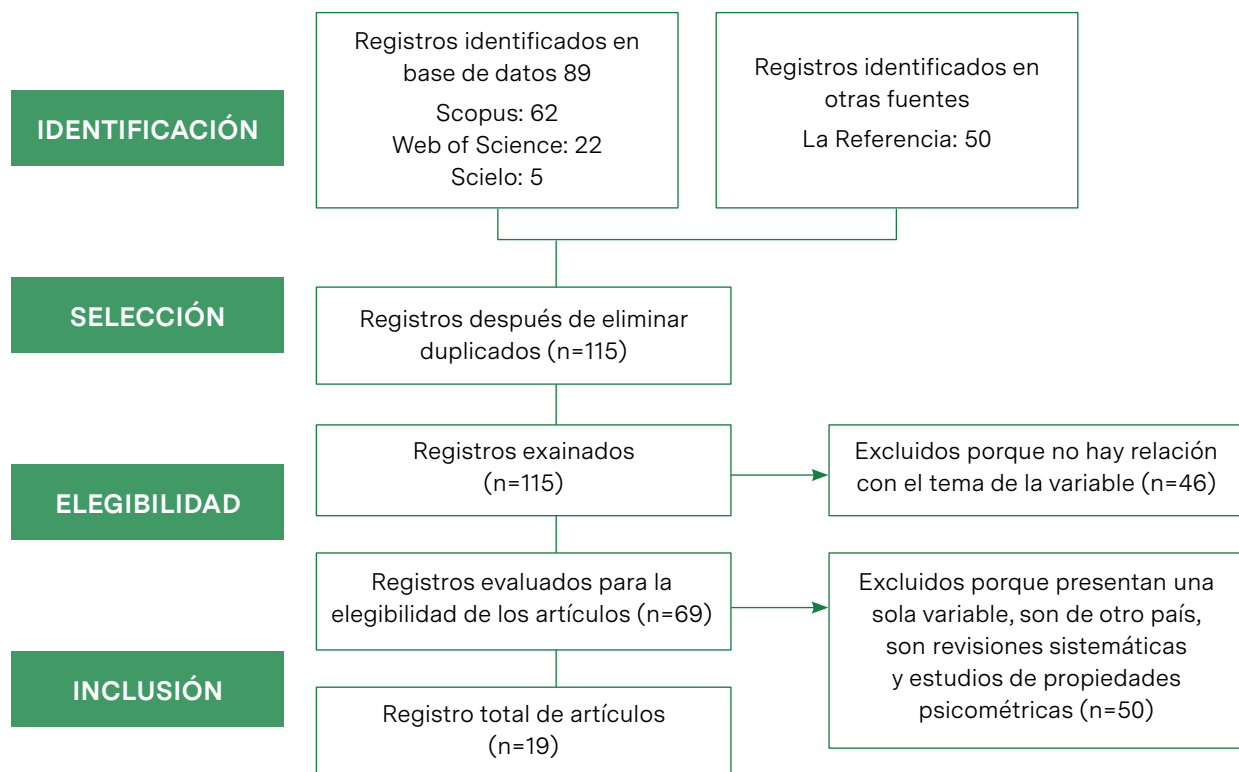 IDENTIFICACIÓN
Registros identificados en
base de datos 89
Scopus: 62
Web of Science: 22
Scielo: 5
Registros identificados en
otras fuentes
La Referencia: 50
SELECCIÓN
Registros después de eliminar
duplicados (n=115)
ELEGIBILIDAD
Registros exainados
(n=115)
Excluidos porque no hay relación
con el tema de la variable (n=46)
Registros evaluados para la
elegibilidad de los artículos (n=69)
Excluidos porque presentan una
sola variable, son de otro país,
son revisiones sistemáticas
y estudios de propiedades
psicométricas (n=50)
INCLUSIÓN
Registro total de artículos
(n=19)